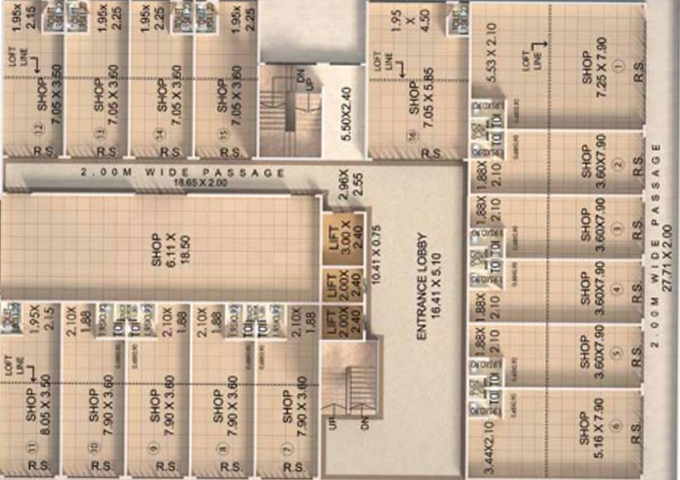 1.95X
2.15
1.95X
2.25
1.95X
2.25
1.95X
2.25
1.95
X
4.50
LOFT
LINE
SHOP
7.05 X 3.50
12
R.S.
SHOP
7.05 X 3.60
13
R.S.
SHOP
7.05 X 3.60
14
R.S.
SHOP
7.05 X 3.60
15
R.S.
DN
UP
5.50X2.40
LOFT
LINE
SHOP
7.05 X 5.85
16
R.S.
5.53 X 2.10
LOFT
LINE
SHOP
7.25 X 7.90
1
R.S.
1.88X
2.10
SHOP
3.60X7.90
2
R.S.
1.88X
2.10
SHOP
3.60X7.90
3
R.S.
1.88X
2.10
SHOP
3.60X7.90
4
R.S.
1.88X
2.10
SHOP
3.60X7.90
5
R.S.
3.44X2.10
SHOP
5.16 X 7.90
6
R.S.
2.00M WIDE PASSAGE
27.71 X 2.00
2.00M WIDE PASSAGE
18.65 X 2.00
2.96X
2.55
SHOP
6.11 X
18.50
LIFT
3.00 X
2.40
LIFT
2.00X
2.40
LIFT
2.00X
2.40
10.41 X 0.75
ENTRANCE LOBBY
16.41 X 5.10
1.95X
2.15
2.10X
1.88
2.10X
1.88
2.10X
1.88
2.10X
1.88
LOFT
LINE
SHOP
8.05 X 3.50
11
R.S.
SHOP
7.90 X 3.60
10
R.S.
SHOP
7.90 X 3.60
9
R.S.
SHOP
7.90 X 3.60
8
R.S.
SHOP
7.90 X 3.60
7
R.S.
UP
DN